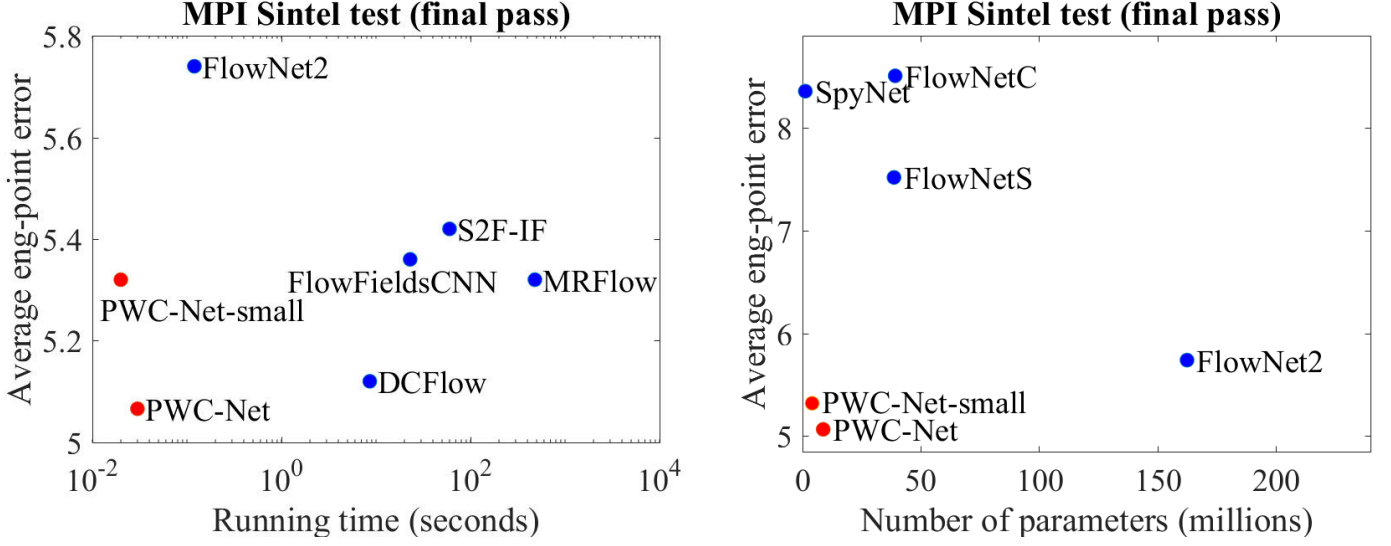 MPI Sintel test (final pass)
Average eng-point error
5.8
5.6
5.4
5.2
5
FlowNet2
S2F-IF
FlowFieldsCNN
MRFlow
PWC-Net-small
DCFlow
PWC-Net
10^-2
10^0
10^2
10^4
Running time (seconds)
MPI Sintel test (final pass)
Average eng-point error
8
7
6
5
FlowNetC
SpyNet
FlowNetS
FlowNet2
PWC-Net-small
PWC-Net
0
50
100
150
200
Number of parameters (millions)